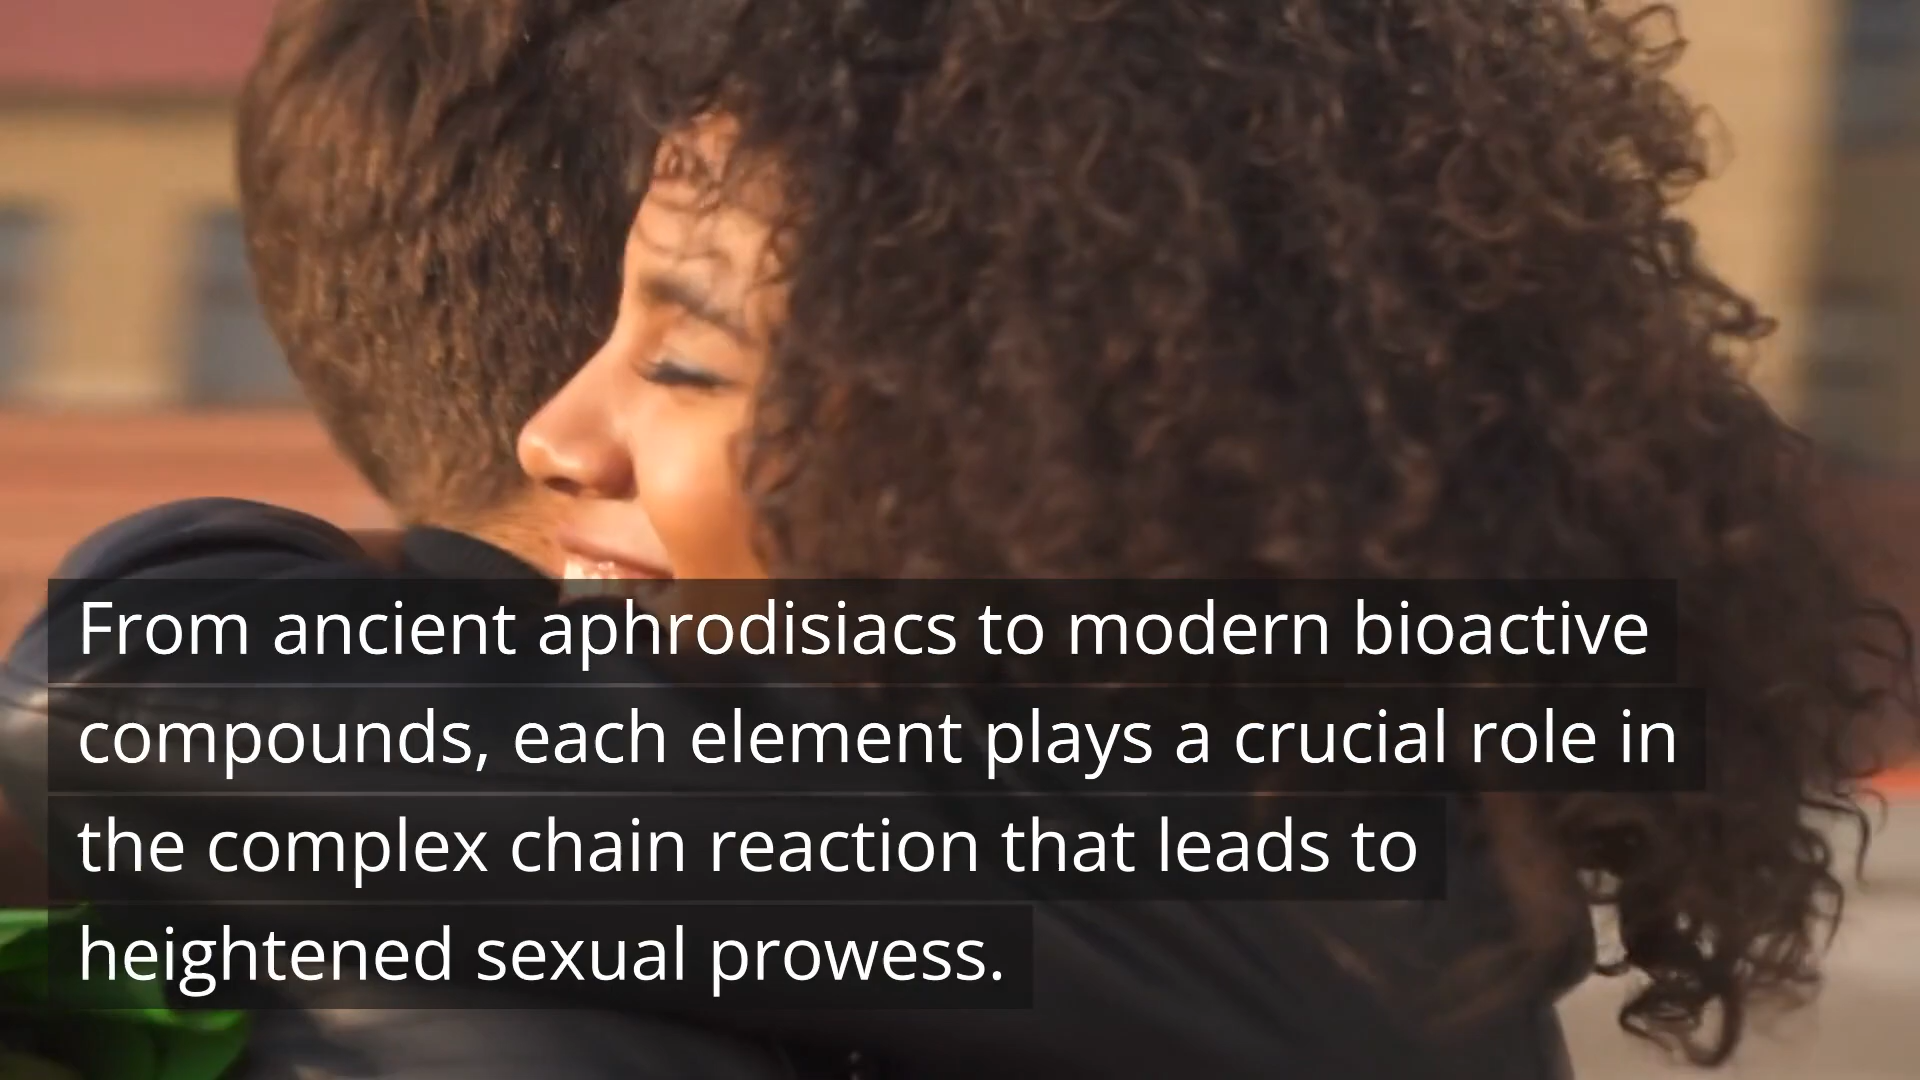 From ancient aphrodisiacs to modern bioactive
compounds, each element plays a crucial role in
the complex chain reaction that leads to
heightened sexual prowess.